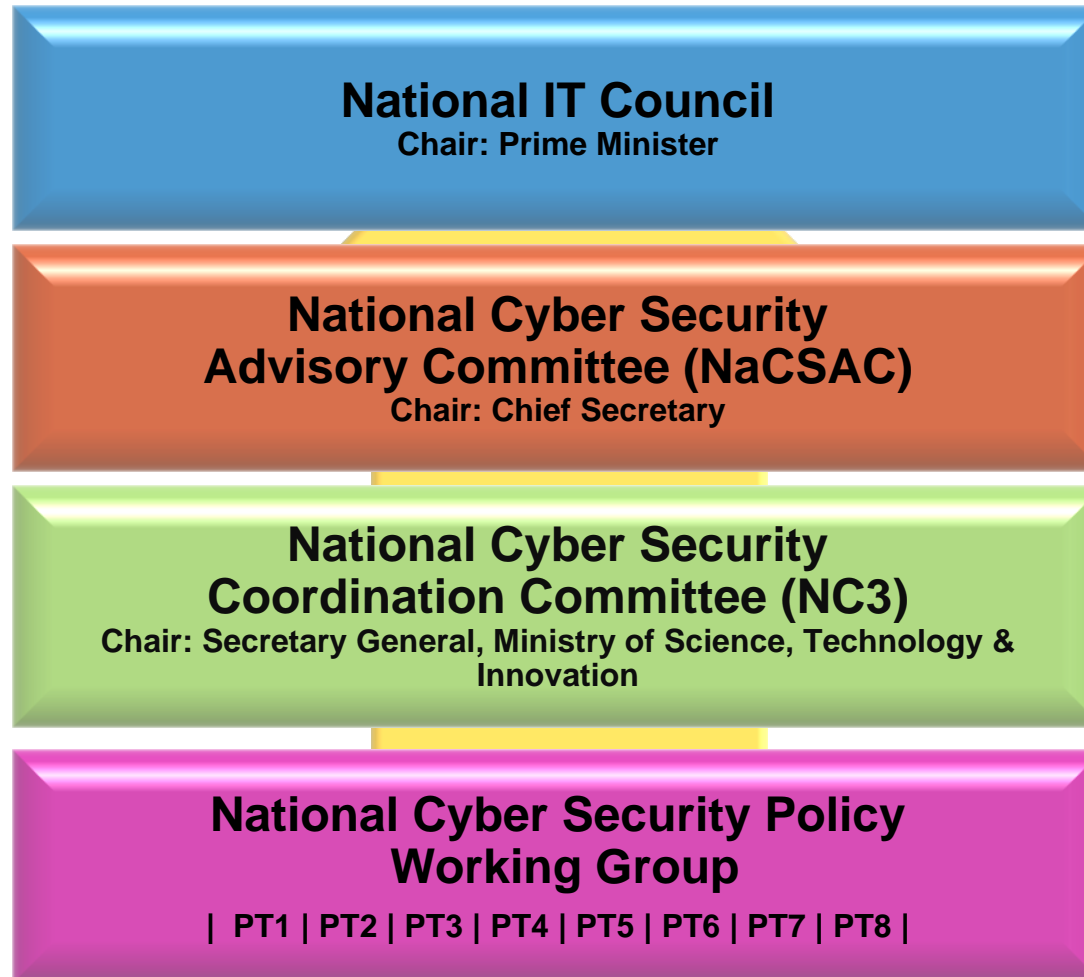 National IT Council
Chair: Prime Minister
National Cyber Security
Advisory Committee (NaCSAC)
Chair: Chief Secretary
National Cyber Security
Coordination Committee (NC3)
Chair: Secretary General, Ministry of Science, Technology &
Innovation
National Cyber Security Policy
Working Group
| PT1 | PT2 | PT3 | PT4 | PT5 | PT6 | PT7 | PT8 |